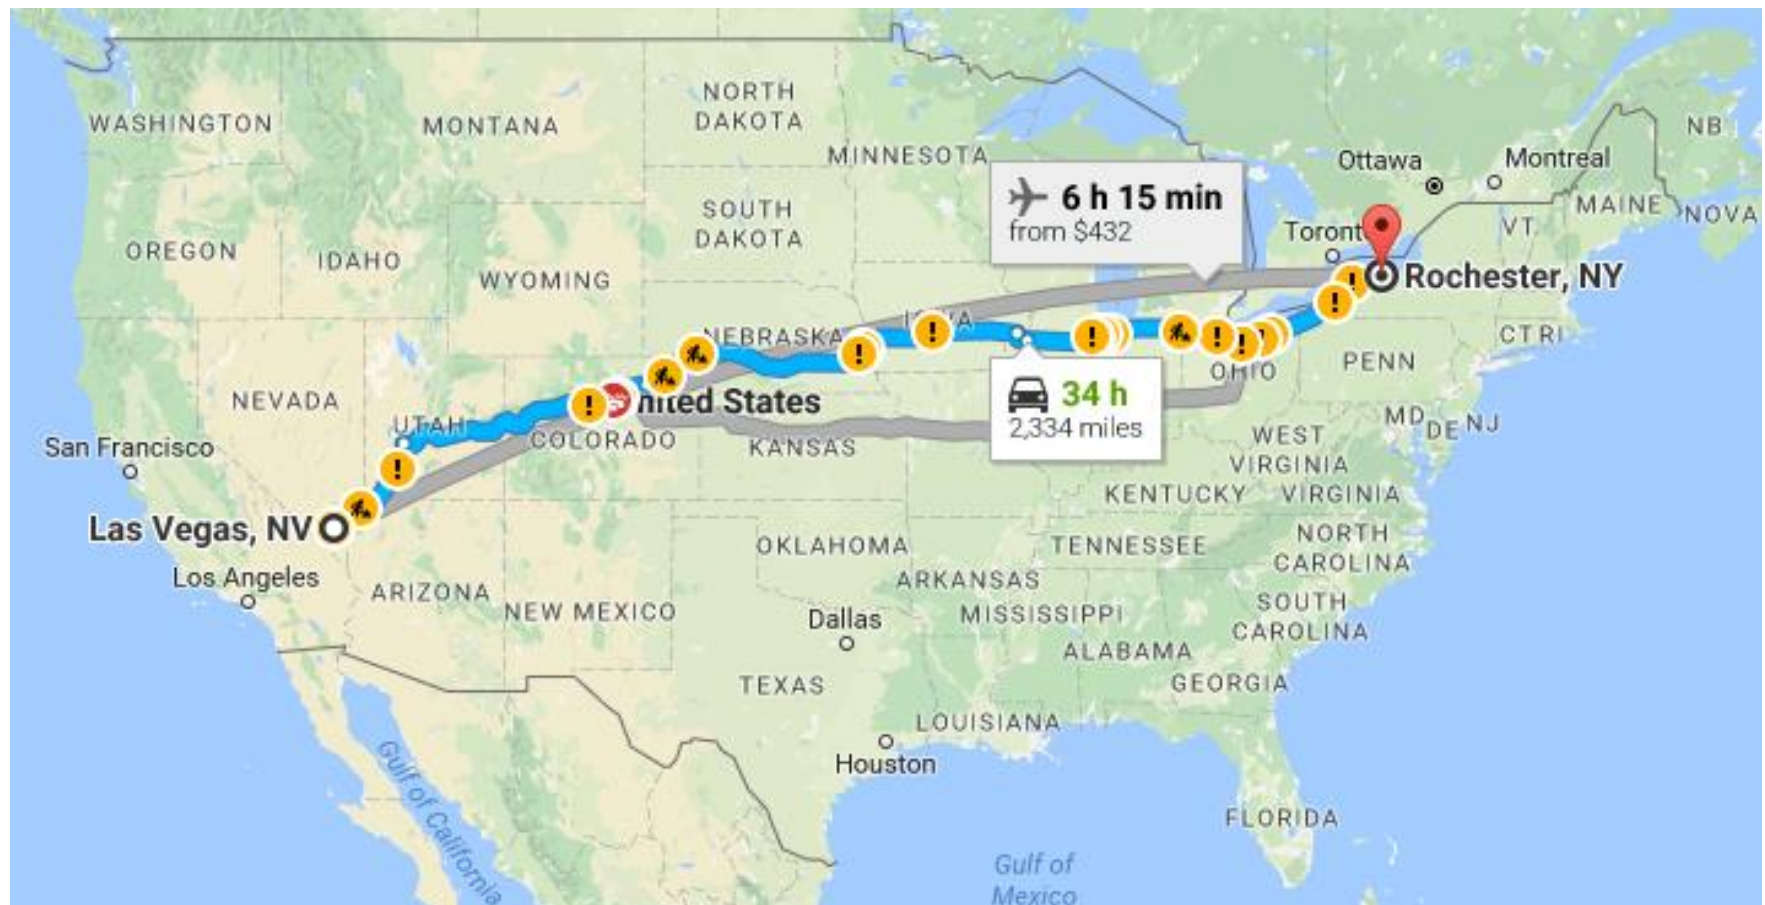 NORTH
DAKOTA
WASHINGTON
MONTANA
NB
MINNESOTA
Ottawa
Montreal
6 h 15 min
from $432
MAINE
NOVA
SOUTH
DAKOTA
VT
OREGON
IDAHO
Toront
WYOMING
Rochester, NY
NEBRASKA
CT RI
PENN
OHIO
34 h
2,334 miles
NEVADA
United States
UTAH
COLORADO
KANSAS
MD
DE
NJ
San Francisco
WEST
VIRGINIA
KENTUCKY
VIRGINIA
Las Vegas, NV
OKLAHOMA
TENNESSEE
NORTH
CAROLINA
Los Angeles
ARIZONA
NEW MEXICO
ARKANSAS
Dallas
MISSISSIPPI
SOUTH
CAROLINA
ALABAMA
TEXAS
GEORGIA
LOUISIANA
Houston
Gulf of California
FLORIDA
Gulf of
Mexico